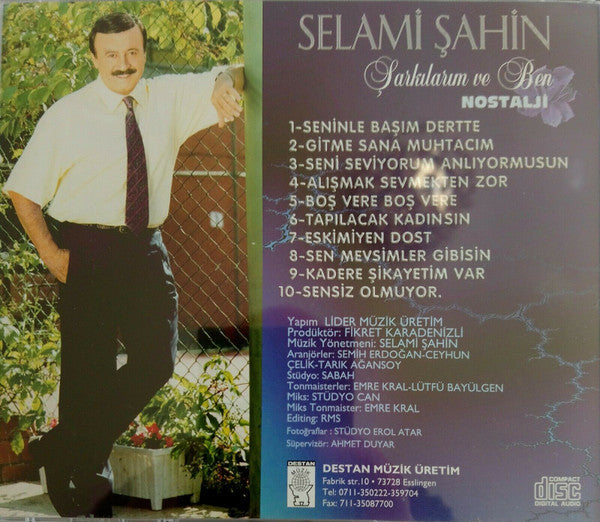 SELAMİ ŞAHİN
Şarkılarım ve Ben
NOSTALJİ
1-SENİNLE BAŞIM DERTTE
2-GİTME SANA MUHTACIM
3-SENİ SEVİYORUM ANLIYORMUSUN
4-ALIŞMAK SEVMEKTEN ZOR
5-BOŞ VERE BOŞ VERE
6-TAPILACAK KADINSIN
7-ESKİMİYEN DOST
8-SEN MEVSİMLER GİBİSİN
9-KADERE ŞİKAYETİM VAR
10-SENSİZ OLMUYOR.
Yapım LİDER MÜZİK ÜRETİM
Prodüktör: FİKRET KARADENİZLİ
Müzik Yönetmeni: SELAMİ ŞAHİN
Aranjörler: SEMİH ERDOĞAN-CEYHUN
ÇELİK-TARIK AĞANSOY
Stüdyo: SABAH
Tonmaisterler: EMRE KRAL-LÜTFÜ BAYÜLGEN
Miks: STÜDYO CAN
Miks Tonmaister: EMRE KRAL
Editing: RMS
Fotoğraflar : STÜDYO EROL ATAR
Süpervizör: AHMET DUYAR
DESTAN
MÜZİK
DESTAN MÜZİK ÜRETİM
Fabrik str.10 • 73728 Esslingen
Tel: 0711-350222-359704
Fax: 711-35087700
COMPACT
disc
DIGITAL AUDIO